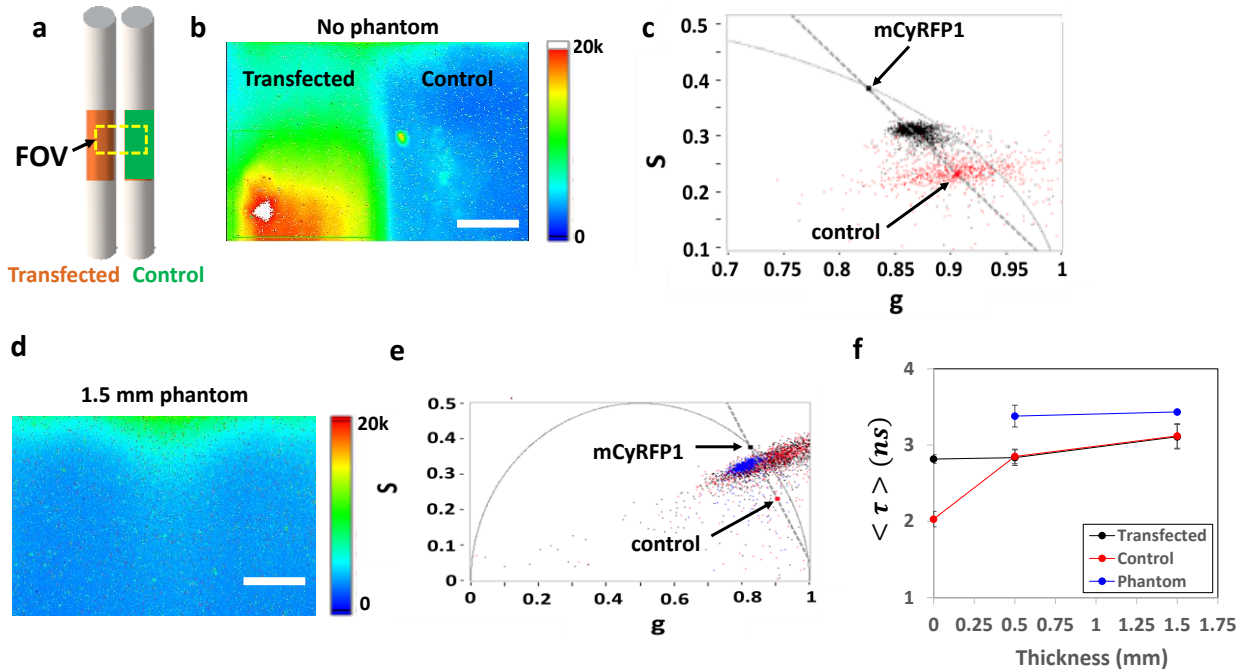 a
FOV
Transfected Control
b
No phantom
Transfected Control
20k
0
c
S
0.5
0.4
0.3
0.2
0.1
mCyRFP1
control
0.7 0.75 0.8 0.85 0.9 0.95 1
g
d
1.5 mm phantom
20k
0
e
S
0.5
0.4
0.3
0.2
0.1
0
mCyRFP1
control
0 0.2 0.4 0.6 0.8 1
g
f
< τ > (ns)
4
3
2
1
Transfected
Control
Phantom
0 0.25 0.5 0.75 1 1.25 1.5 1.75
Thickness (mm)